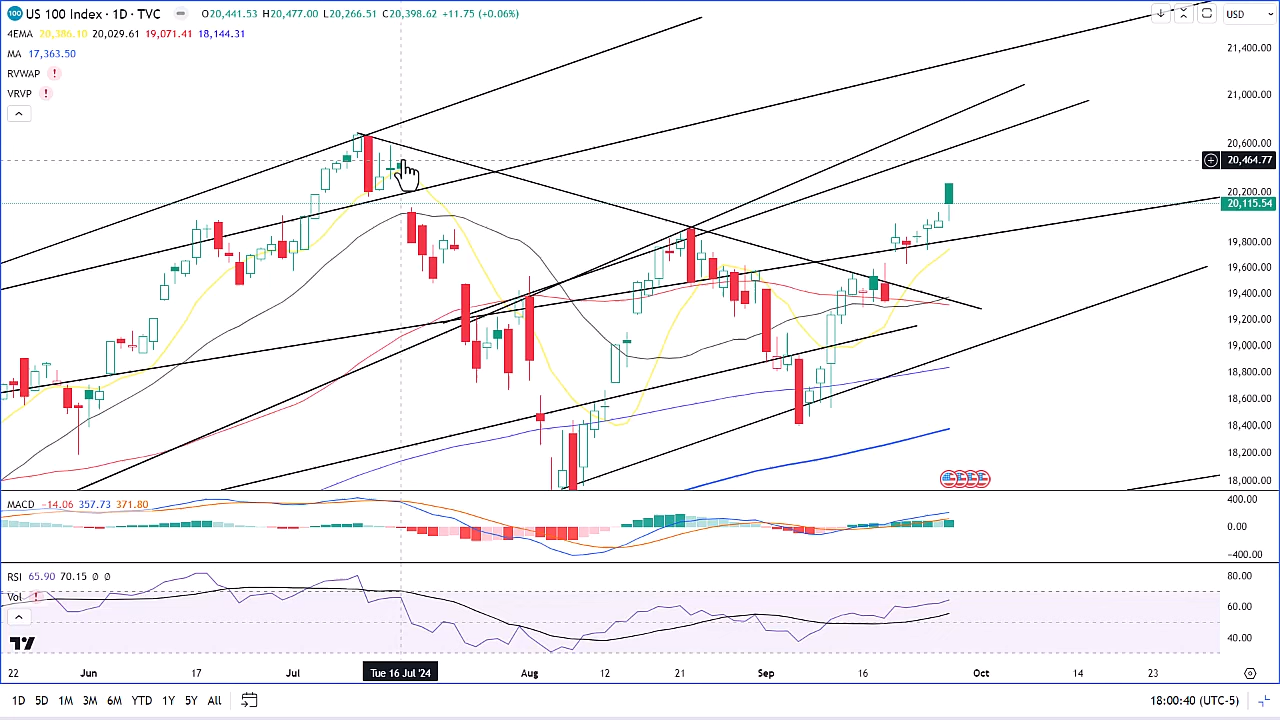 100 US 100 Index · 1D · TVC O20,441.53 H20,477.00 L20,266.51 C20,398.62 +11.75 (+0.06%)
USD
4EMA 20,386.10 20,029.61 19,071.41 18,144.31
MA 17,363.50
RVWAP !
VRVP !
21,400.00
21,000.00
20,600.00
20,464.77
20,200.00
20,115.54
19,800.00
19,600.00
19,400.00
19,200.00
19,000.00
18,800.00
18,600.00
18,400.00
18,200.00
18,000.00
MACD −14.06 357.73 371.80
400.00
0.00
−400.00
RSI 65.90 70.15 ∅ ∅
Vol !
80.00
60.00
40.00
22 Jun 17 Jul Tue 16 Jul '24 Aug 12 21 Sep 16 Oct 14 23
1D 5D 1M 3M 6M YTD 1Y 5Y All 18:00:40 (UTC-5)